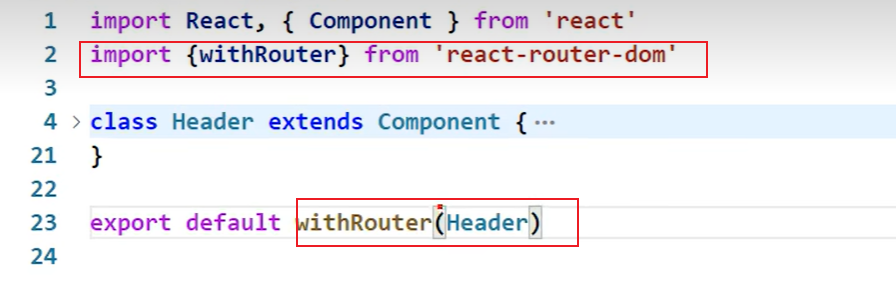 1 import React, { Component } from 'react'
2 import {withRouter} from 'react-router-dom'
3
4 > class Header extends Component { ···
21 }
22
23 export default withRouter(Header)
24